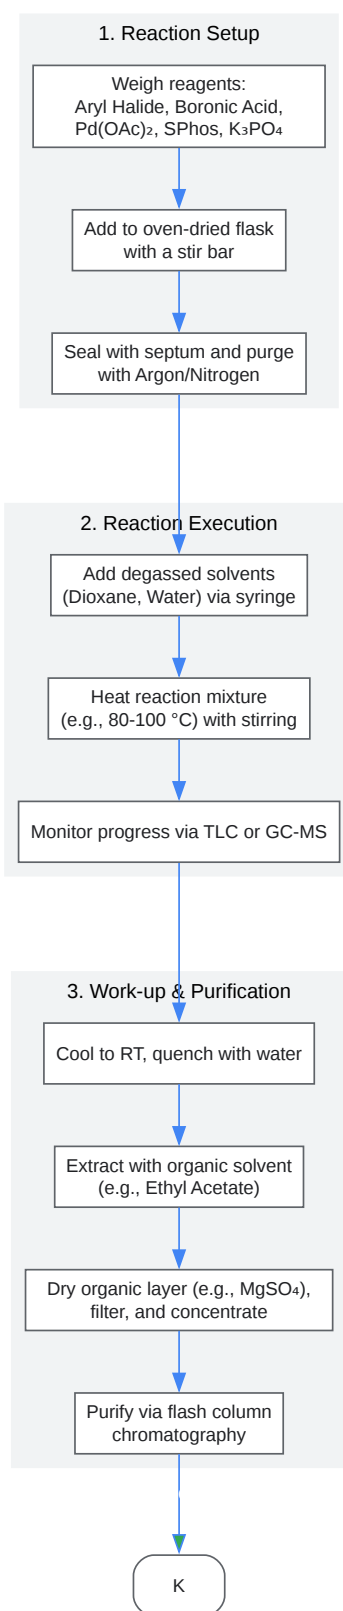 1. Reaction Setup
Weigh reagents:
Aryl Halide, Boronic Acid,
Pd(OAc)₂, SPhos, K₃PO₄
Add to oven-dried flask
with a stir bar
Seal with septum and purge
with Argon/Nitrogen
2. Reaction Execution
Add degassed solvents
(Dioxane, Water) via syringe
Heat reaction mixture
(e.g., 80-100 °C) with stirring
Monitor progress via TLC or GC-MS
3. Work-up & Purification
Cool to RT, quench with water
Extract with organic solvent
(e.g., Ethyl Acetate)
Dry organic layer (e.g., MgSO₄),
filter, and concentrate
Purify via flash column
chromatography
K